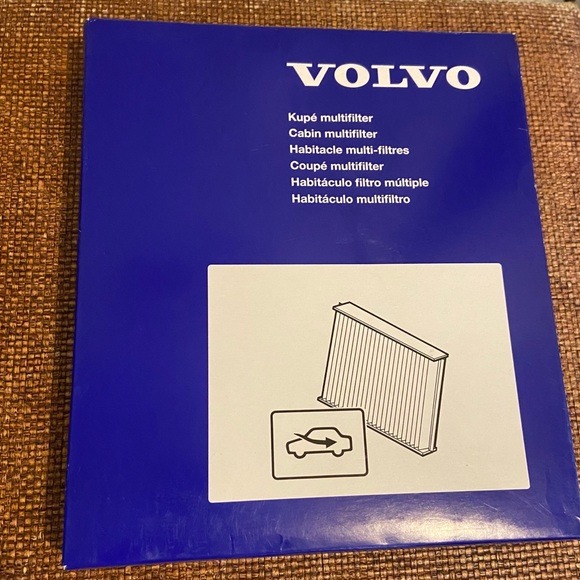 VOLVO
Kupé multifilter
Cabin multifilter
Habitacle multi-filtres
Coupé multifilter
Habitáculo filtro múltiple
Habitáculo multifiltro